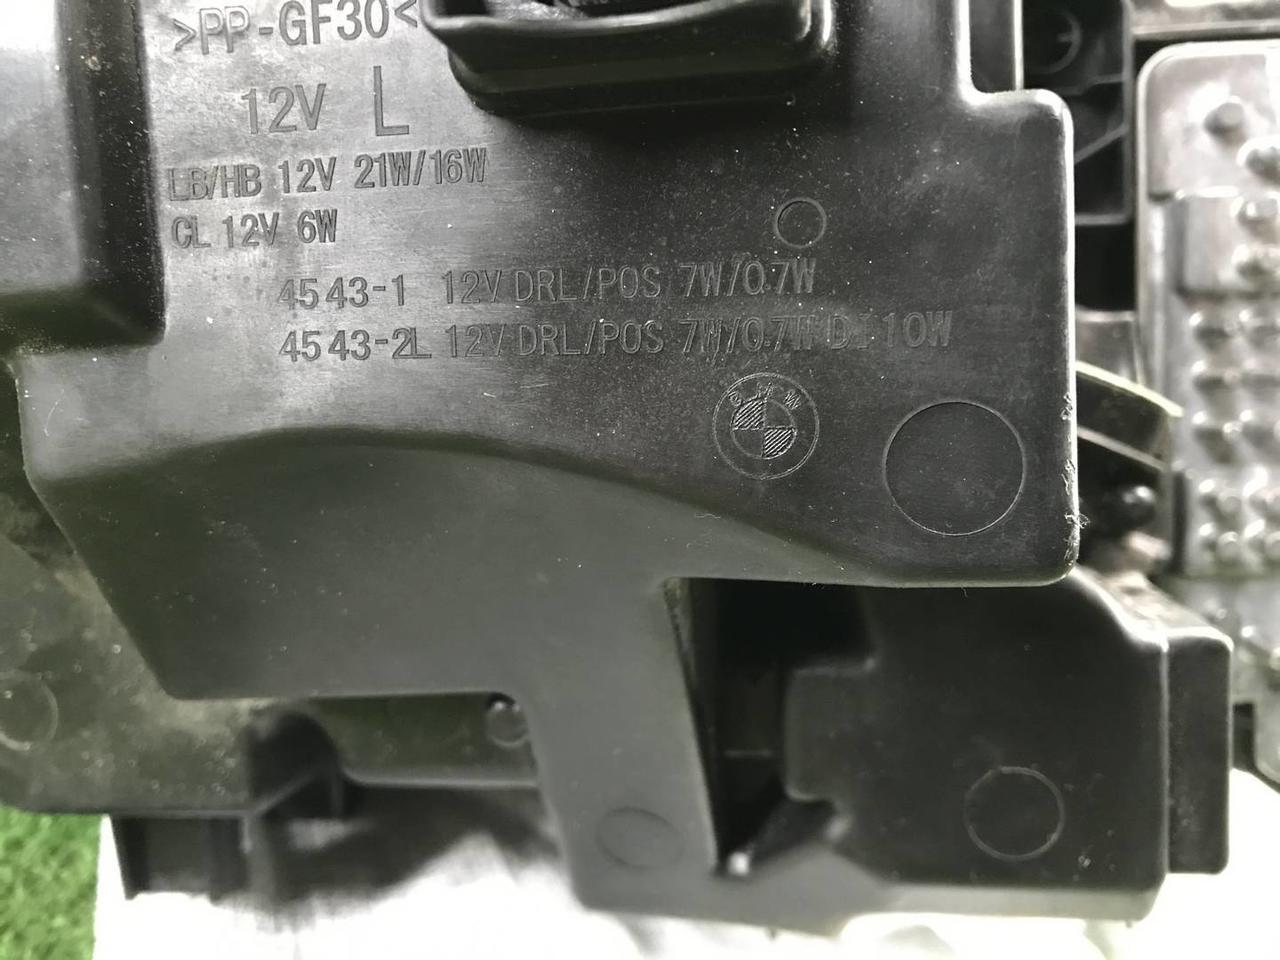 >PP-GF30<
12V L
LB/HB 12V 21W/16W
CL 12V 6W
4543-1 12V DRL/POS 7W/0.7W
4543-2L 12V DRL/POS 7W/0.7W DI 10W
BMW